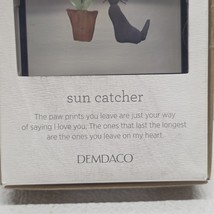 sun catcher
The paw prints you leave are just your way
of saying I love you. The ones that last the longest
are the ones you leave on my heart.
DEMDACO